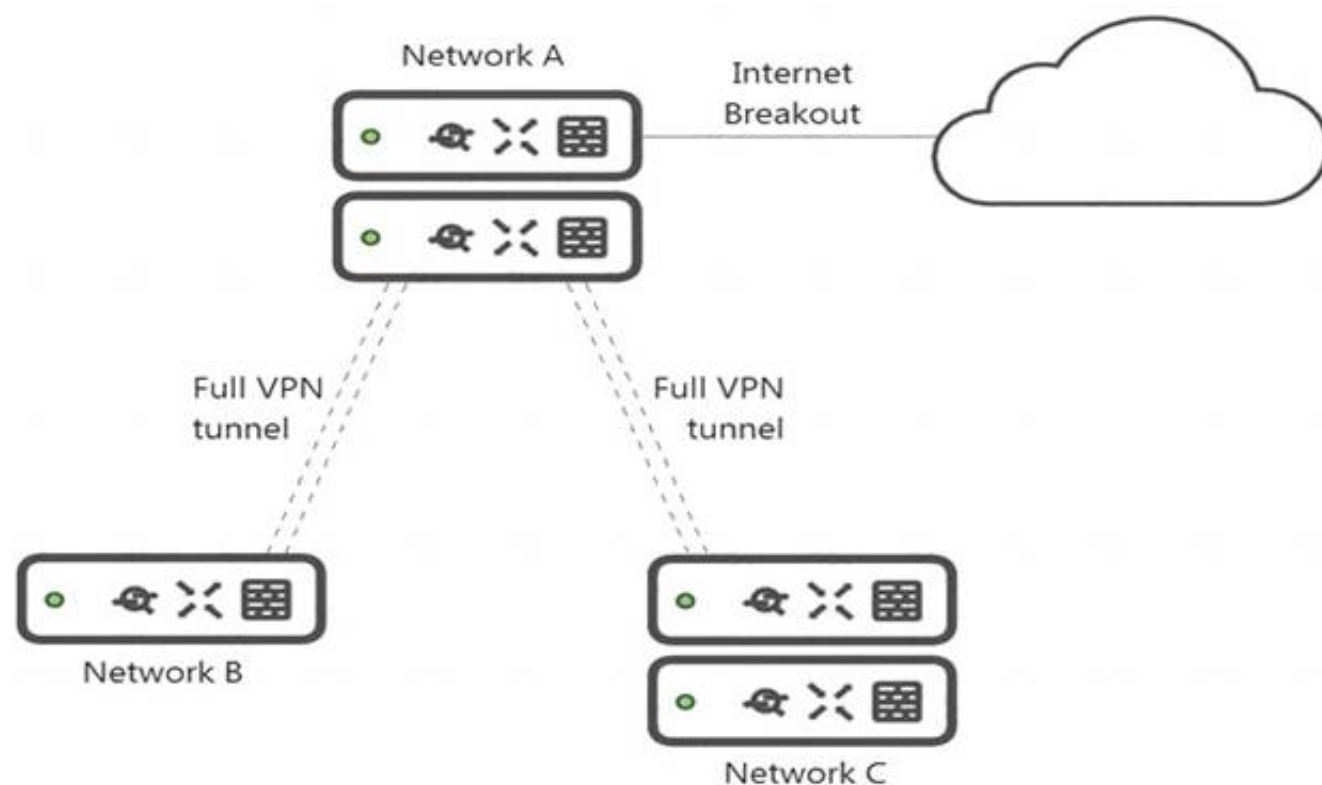 Network A
Internet
Breakout
Full VPN
tunnel
Full VPN
tunnel
Network B
Network C